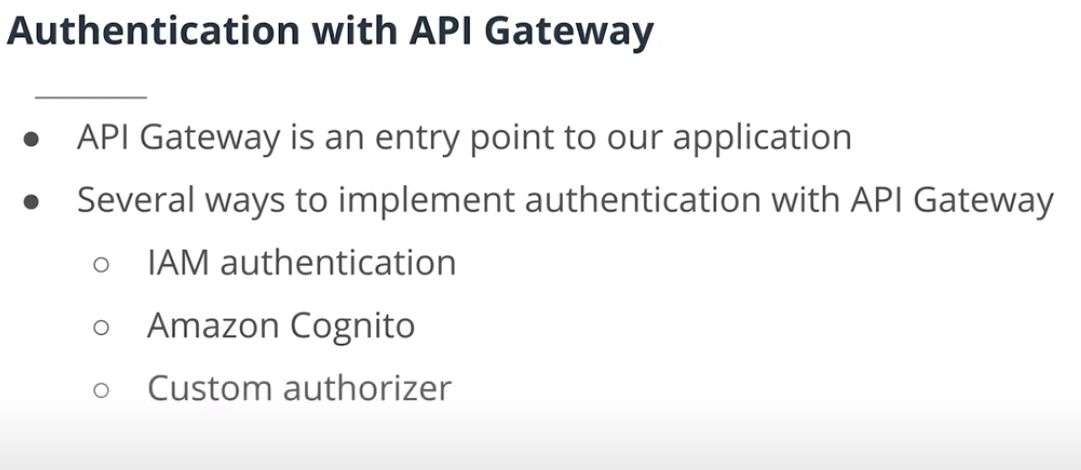 Authentication with API Gateway
● API Gateway is an entry point to our application
● Several ways to implement authentication with API Gateway
○ IAM authentication
○ Amazon Cognito
○ Custom authorizer